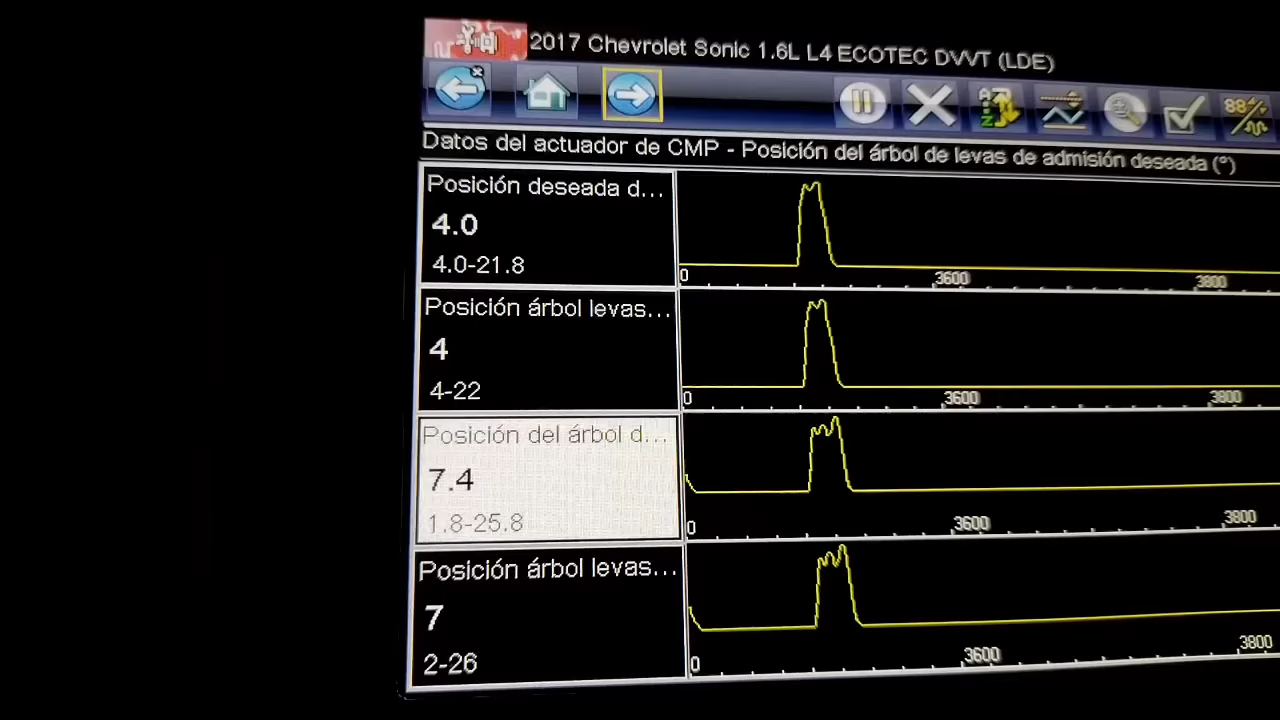 2017 Chevrolet Sonic 1.6L L4 ECOTEC DVVT (LDE)
Datos del actuador de CMP - Posición del árbol de levas de admisión deseada (°)
Posición deseada d...
4.0
4.0-21.8
0 3600 3800
Posición árbol levas...
4
4-22
0 3600 3800
Posición del árbol d...
7.4
1.8-25.8
0 3600 3800
Posición árbol levas...
7
2-26
0 3600 3800